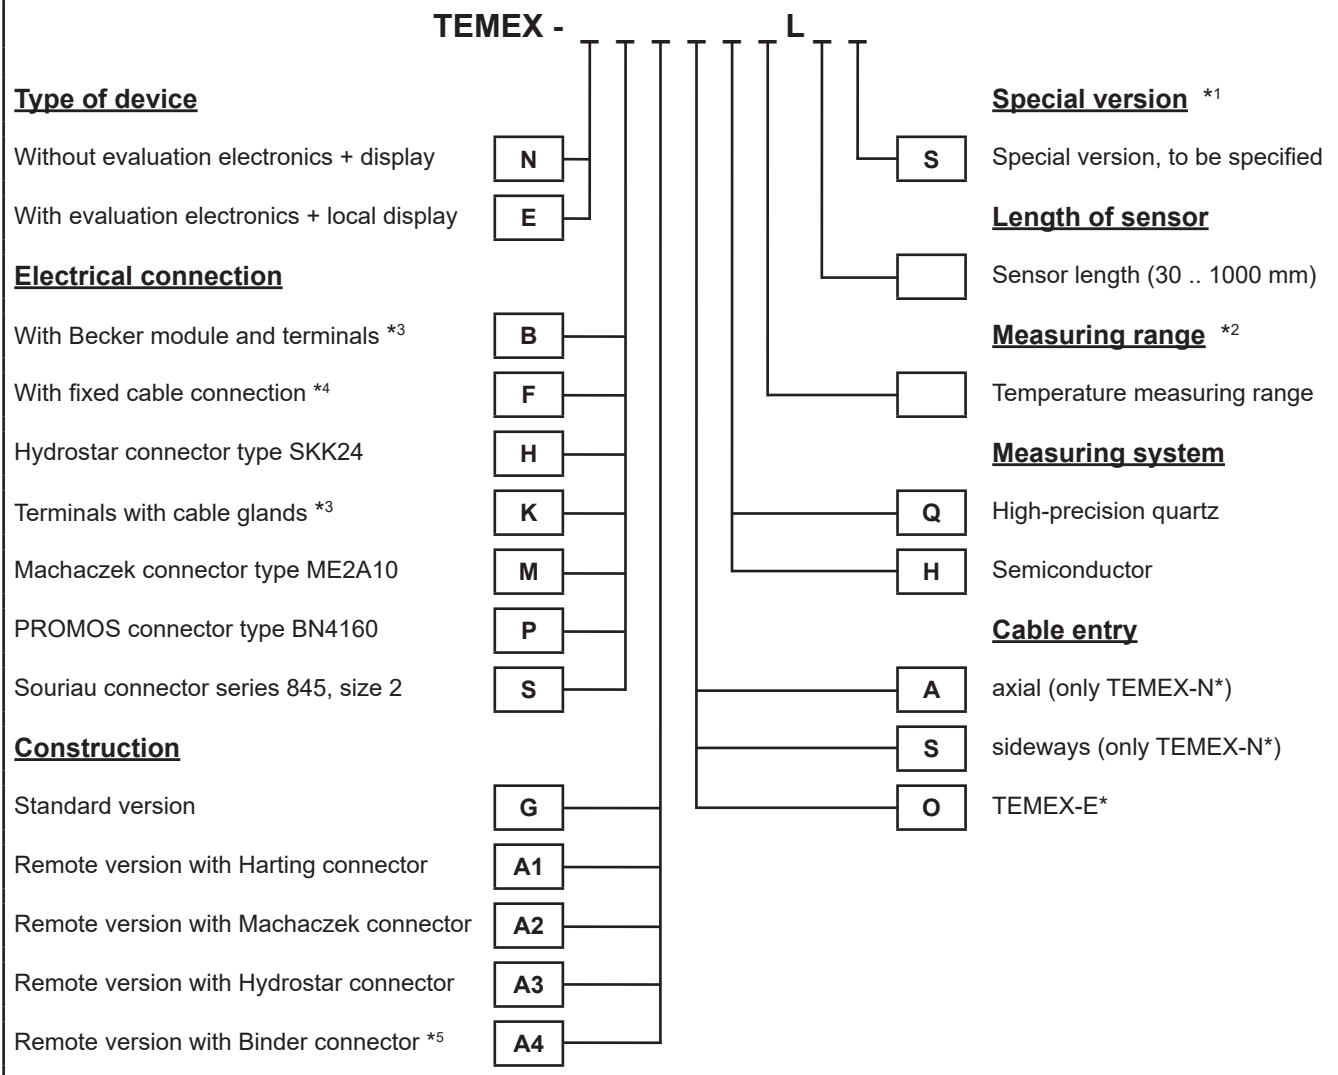 TEMEX - _ _ _ _ _ _ L _ _
Type of device
Without evaluation electronics + display N
With evaluation electronics + local display E
Electrical connection
With Becker module and terminals *3 B
With fixed cable connection *4 F
Hydrostar connector type SKK24 H
Terminals with cable glands *3 K
Machaczek connector type ME2A10 M
PROMOS connector type BN4160 P
Souriau connector series 845, size 2 S
Construction
Standard version G
Remote version with Harting connector A1
Remote version with Machaczek connector A2
Remote version with Hydrostar connector A3
Remote version with Binder connector *5 A4
Special version *1
S Special version, to be specified
Length of sensor
Sensor length (30 .. 1000 mm)
Measuring range *2
Temperature measuring range
Measuring system
Q High-precision quartz
H Semiconductor
Cable entry
A axial (only TEMEX-N*)
S sideways (only TEMEX-N*)
O TEMEX-E*